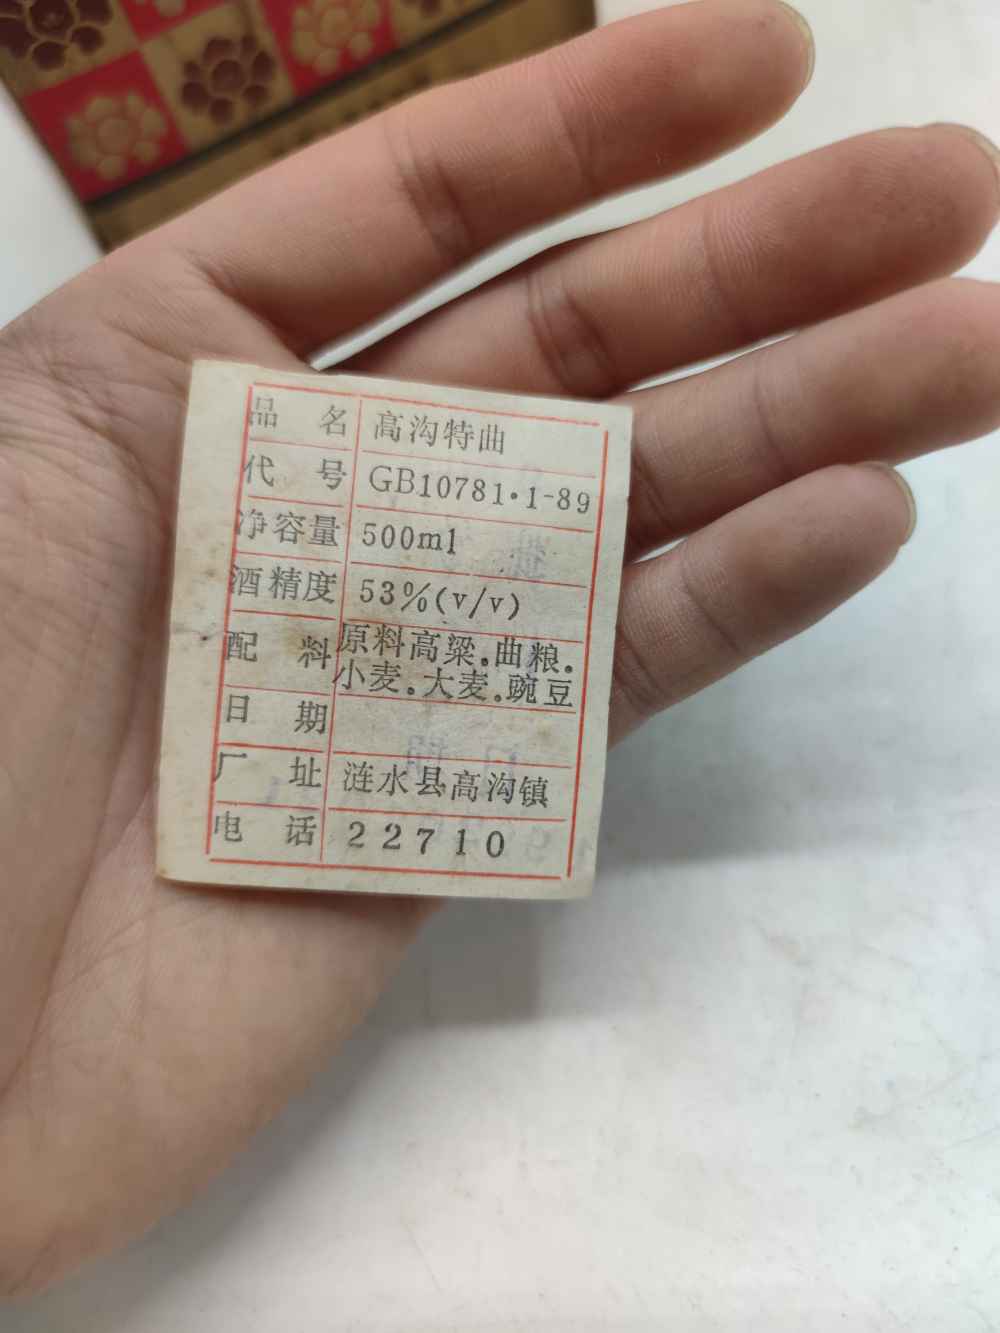 品 名 高沟特曲
代 号 GB10781·1-89
净容量 500ml
酒精度 53%(v/v)
配 料 原料高粱.曲粮.
小麦.大麦.豌豆
日 期
厂 址 涟水县高沟镇
电 话 22710